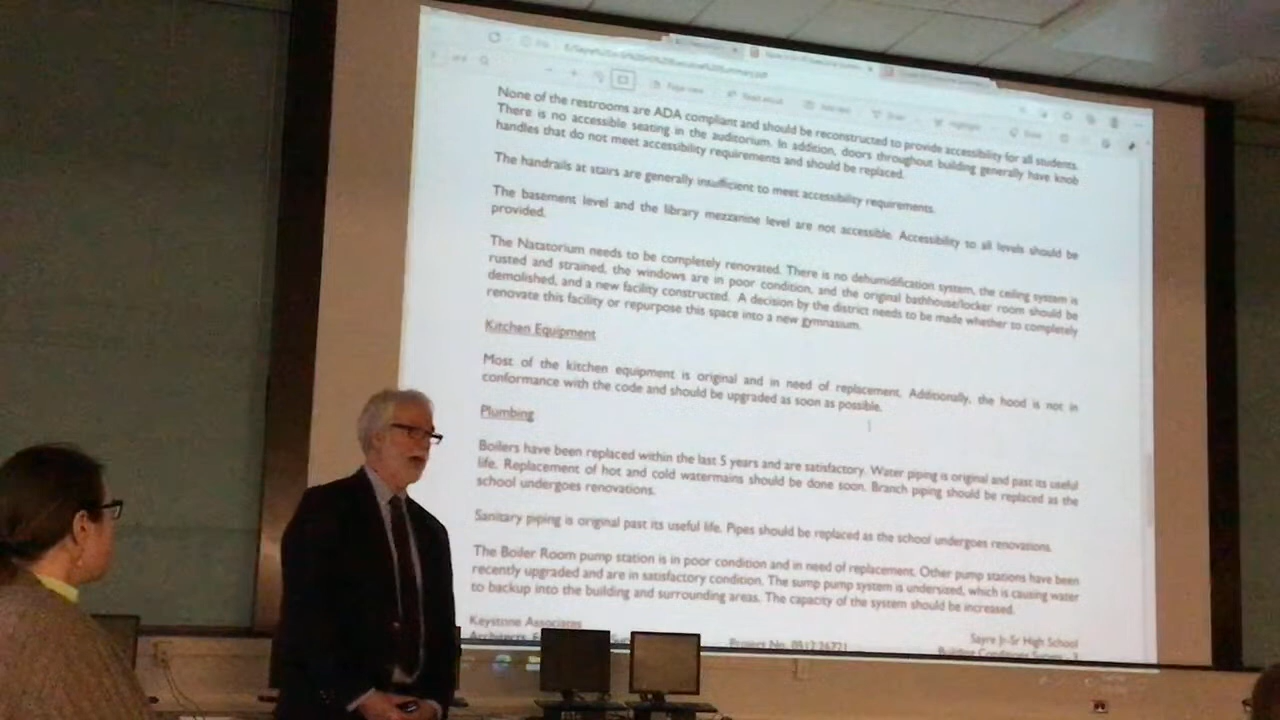 None of the restrooms are ADA compliant and should be reconstructed to provide accessibility for all students.
There is no accessible seating in the auditorium. In addition, doors throughout building generally have knob
handles that do not meet accessibility requirements and should be replaced.
The handrails at stairs are generally insufficient to meet accessibility requirements.
The basement level and the library mezzanine level are not accessible. Accessibility to all levels should be
provided.
The Natatorium needs to be completely renovated. There is no dehumidification system, the ceiling system is
rusted and strained, the windows are in poor condition, and the original bathhouse/locker room should be
demolished, and a new facility constructed. A decision by the district needs to be made whether to completely
renovate this facility or repurpose this space into a new gymnasium.
Kitchen Equipment
Most of the kitchen equipment is original and in need of replacement. Additionally, the hood is not in
conformance with the code and should be upgraded as soon as possible.
Plumbing
Boilers have been replaced within the last 5 years and are satisfactory. Water piping is original and past its useful
life. Replacement of hot and cold watermains should be done soon. Branch piping should be replaced as the
school undergoes renovations.
Sanitary piping is original past its useful life. Pipes should be replaced as the school undergoes renovations.
The Boiler Room pump station is in poor condition and in need of replacement. Other pump stations have been
recently upgraded and are in satisfactory condition. The sump pump system is undersized, which is causing water
to backup into the building and surrounding areas. The capacity of the system should be increased.
Keystone Associates
Sayre Jr-Sr High School
Architects,
Project No.
Building Conditions Survey